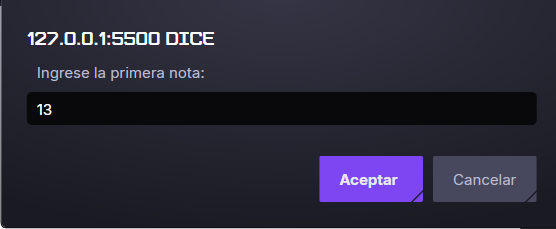 127.0.0.1:5500 DICE
Ingrese la primera nota:
13
Aceptar
Cancelar